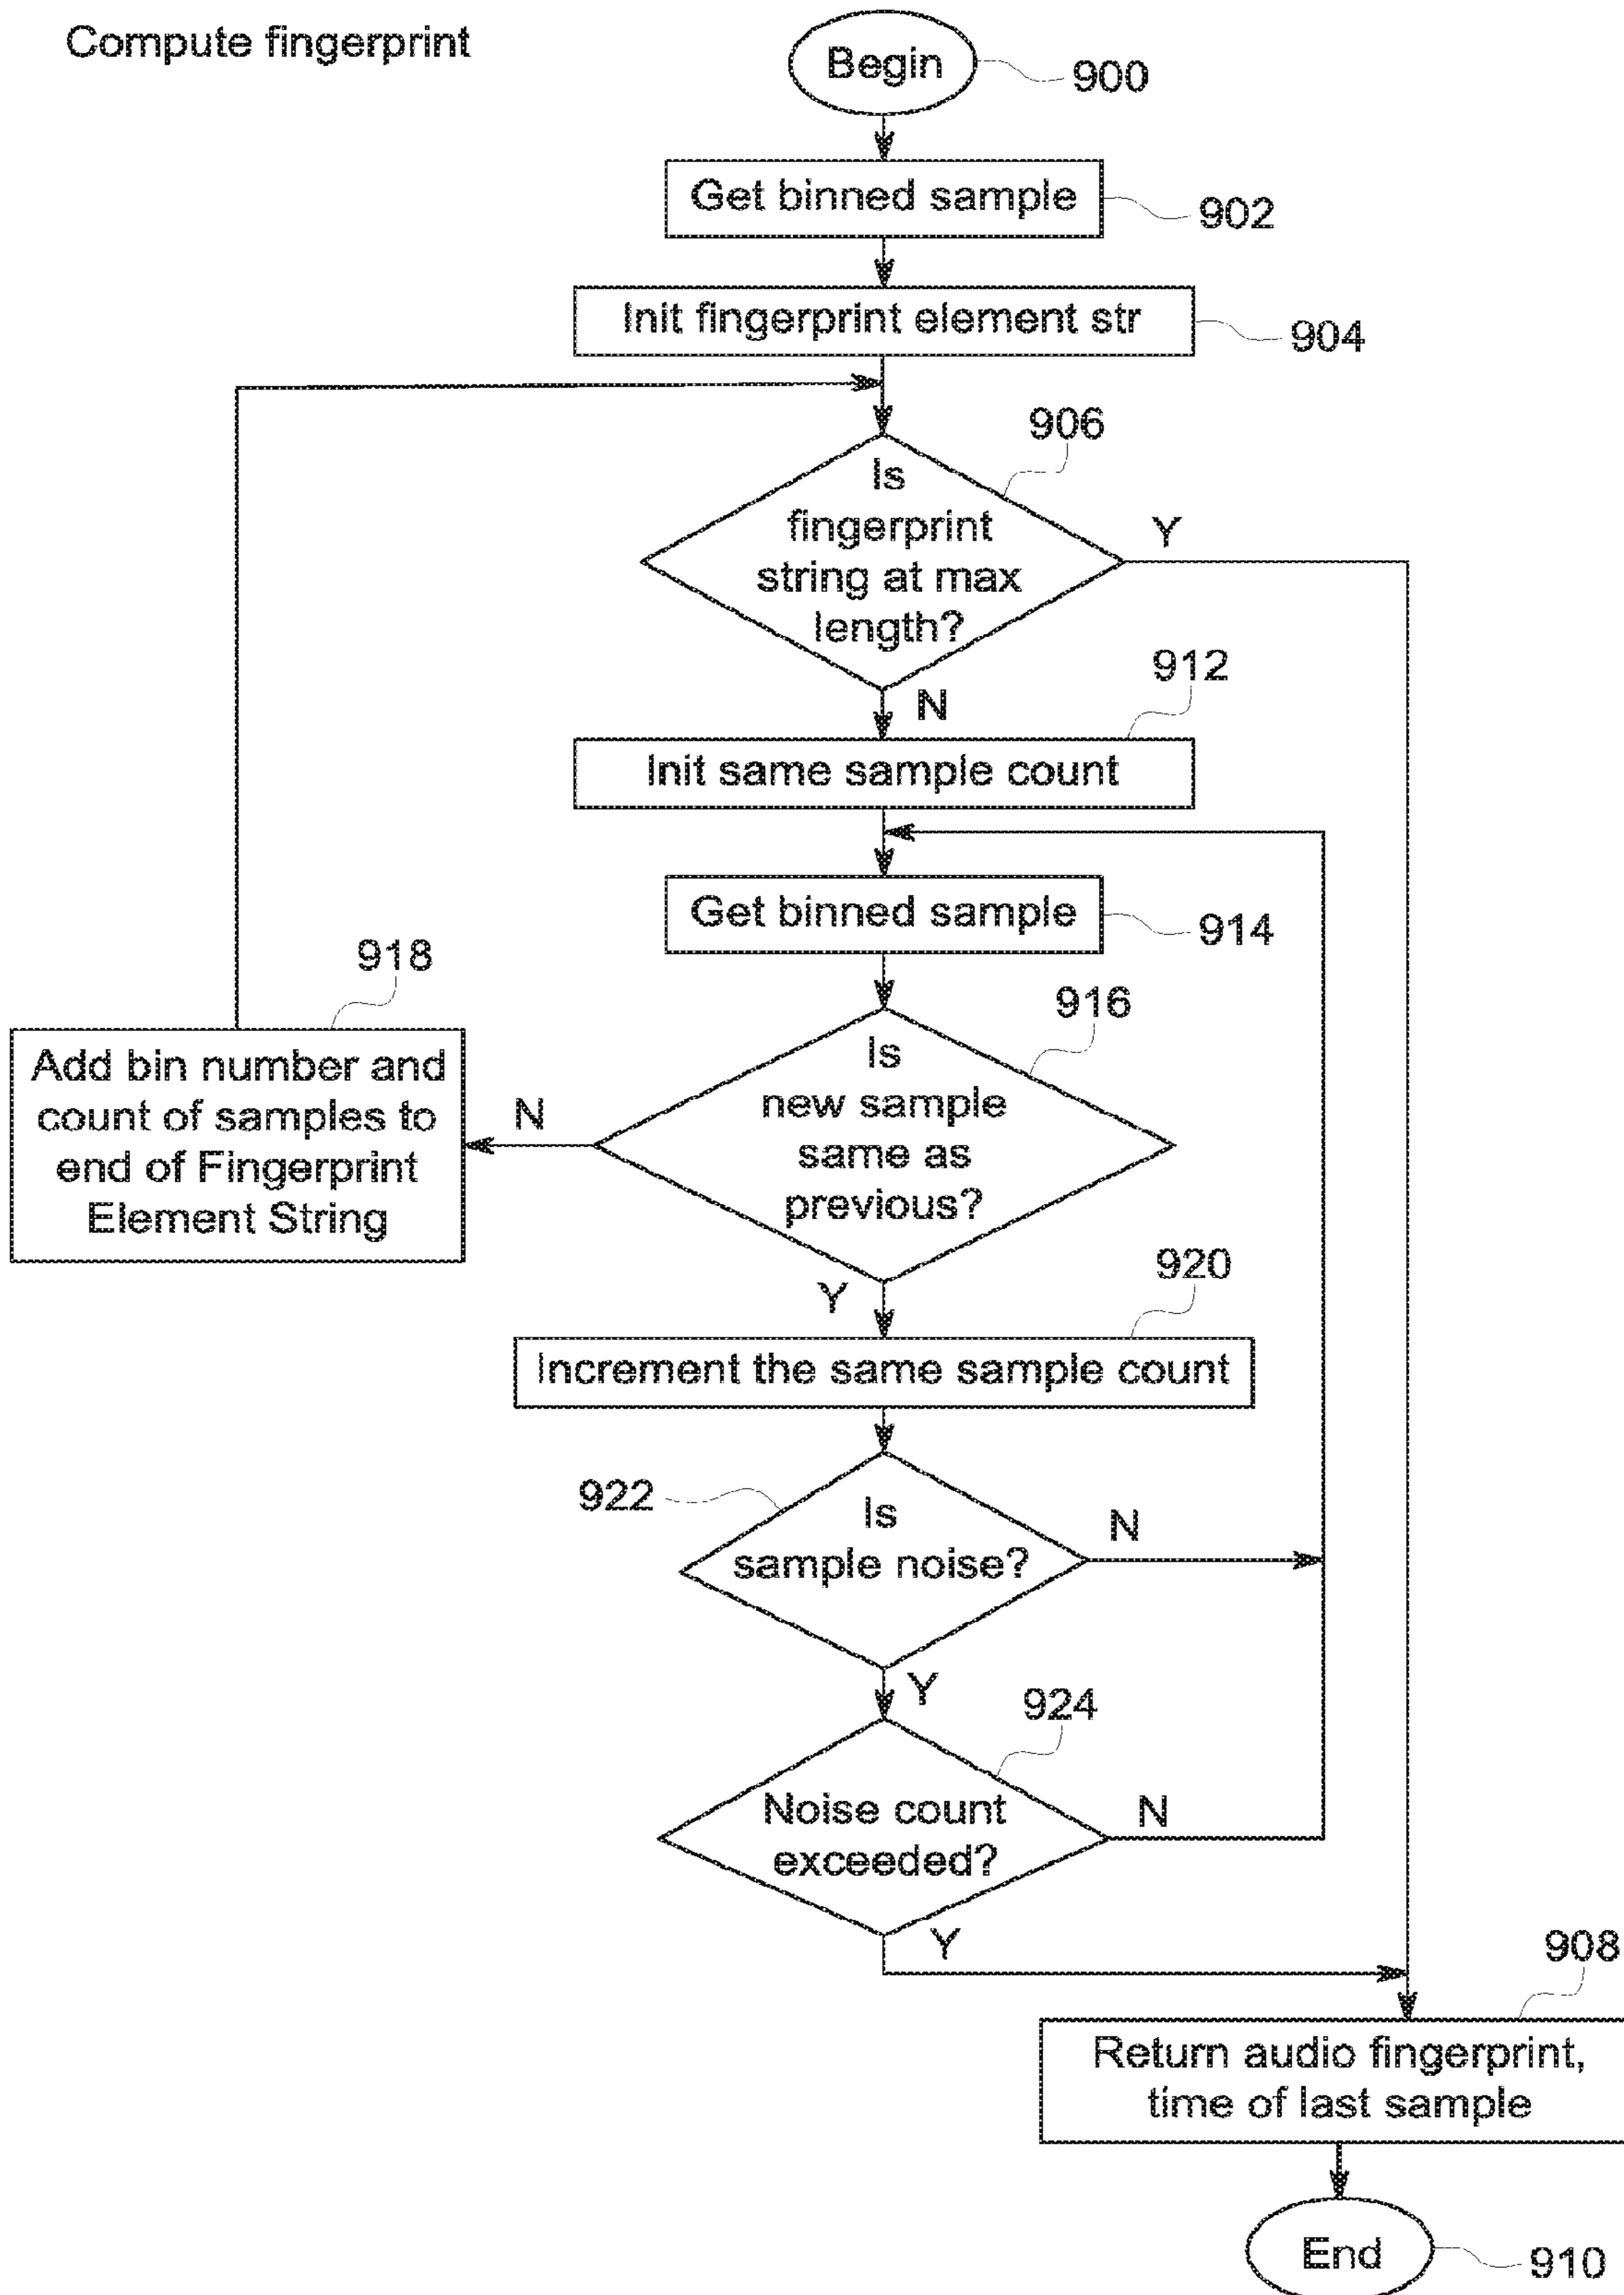 Compute fingerprint
Begin
900
Get binned sample
902
Init fingerprint element str
904
906
Is
fingerprint
string at max
length?
Y
N
912
Init same sample count
Get binned sample
914
918
Add bin number and
count of samples to
end of Fingerprint
Element String
N
916
Is
new sample
same as
previous?
Y
920
Increment the same sample count
922
Is
sample noise?
N
Y
924
Noise count
exceeded?
N
Y
908
Return audio fingerprint,
time of last sample
End
910